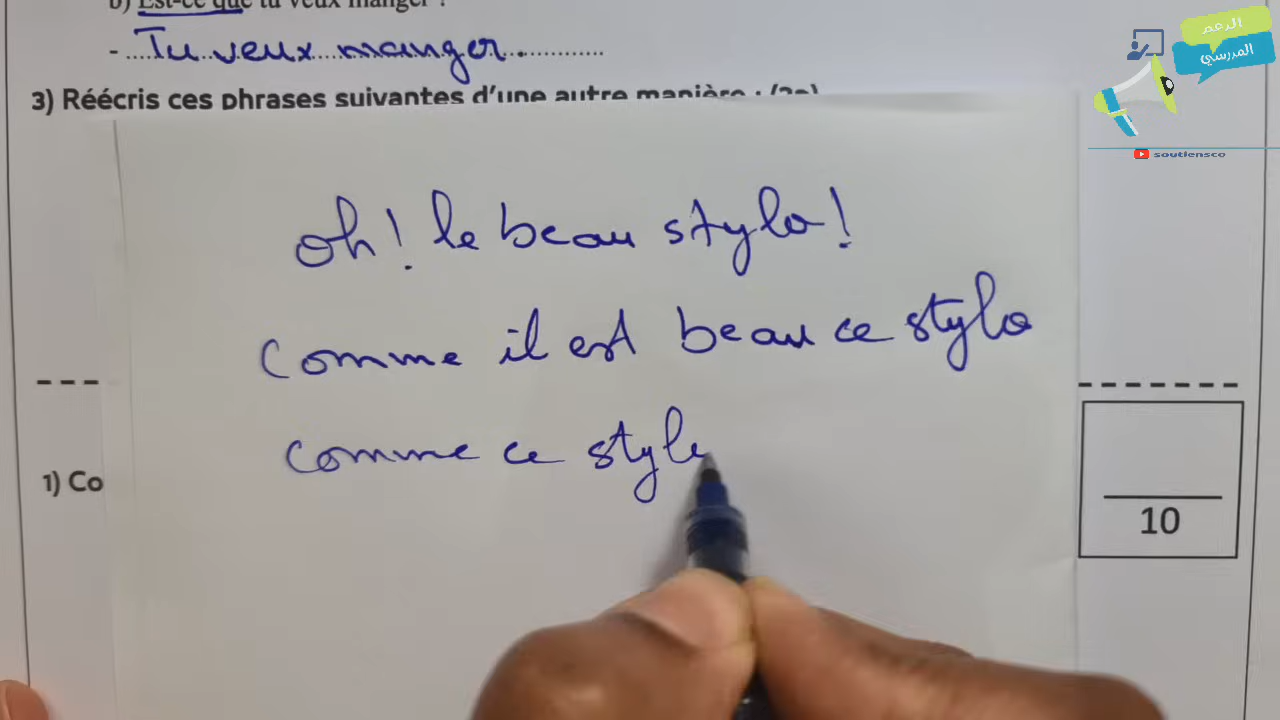 b) Est-ce que tu veux manger ?
- Tu veux manger.
3) Réécris ces phrases suivantes d'une autre manière : (2p)
oh! le beau stylo!
comme il est beau ce stylo
comme ce style
1) Co
10
الدعم
المدرسي
soutiensco